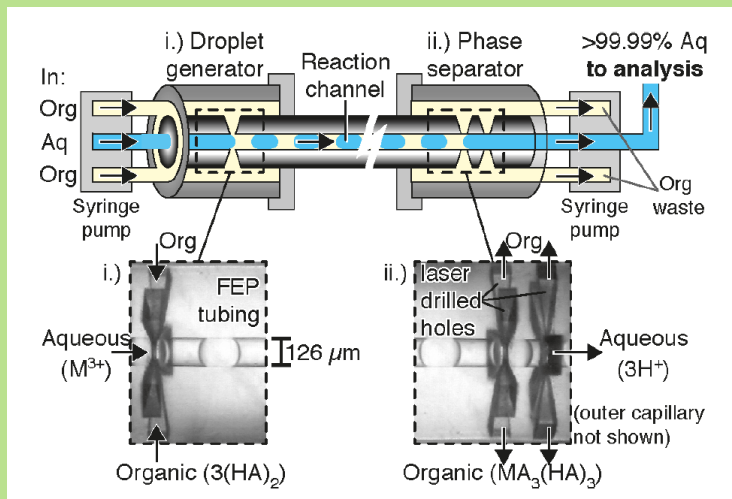 i.) Droplet
generator
Reaction
channel
ii.) Phase
separator
>99.99% Aq
to analysis
In:
Org
Aq
Org
Syringe
pump
Syringe
pump
Org
waste
i.)
Org
FEP
tubing
Aqueous
(M³⁺)
126 µm
Organic (3(HA)₂)
ii.)
Org
laser
drilled
holes
Aqueous
(3H⁺)
(outer capillary
not shown)
Organic (MA₃(HA)₃)